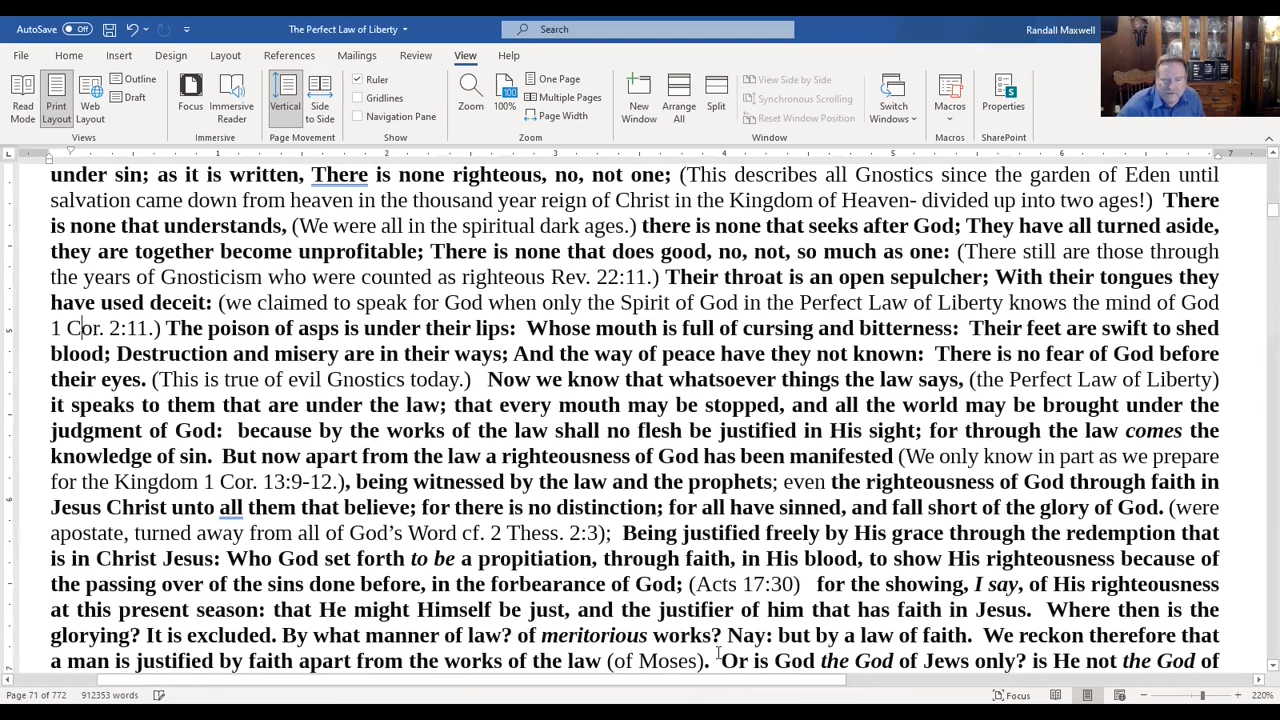 AutoSave Off The Perfect Law of Liberty Search Randall Maxwell
File Home Insert Design Layout References Mailings Review View Help
Read Mode
Print Layout
Web Layout
Outline
Draft
Views
Focus
Immersive Reader
Immersive
Vertical
Side to Side
Page Movement
Ruler
Gridlines
Navigation Pane
Show
Zoom
100
100%
One Page
Multiple Pages
Page Width
Zoom
New Window
Arrange All
Split
View Side by Side
Synchronous Scrolling
Reset Window Position
Switch Windows
Window
Macros
Macros
Properties
SharePoint
1 2 3 4 5 6 7
under sin; as it is written, There is none righteous, no, not one; (This describes all Gnostics since the garden of Eden until
salvation came down from heaven in the thousand year reign of Christ in the Kingdom of Heaven- divided up into two ages!) There
is none that understands, (We were all in the spiritual dark ages.) there is none that seeks after God; They have all turned aside,
they are together become unprofitable; There is none that does good, no, not, so much as one: (There still are those through
the years of Gnosticism who were counted as righteous Rev. 22:11.) Their throat is an open sepulcher; With their tongues they
have used deceit: (we claimed to speak for God when only the Spirit of God in the Perfect Law of Liberty knows the mind of God
1 Cor. 2:11.) The poison of asps is under their lips: Whose mouth is full of cursing and bitterness: Their feet are swift to shed
blood; Destruction and misery are in their ways; And the way of peace have they not known: There is no fear of God before
their eyes. (This is true of evil Gnostics today.) Now we know that whatsoever things the law says, (the Perfect Law of Liberty)
it speaks to them that are under the law; that every mouth may be stopped, and all the world may be brought under the
judgment of God: because by the works of the law shall no flesh be justified in His sight; for through the law comes the
knowledge of sin. But now apart from the law a righteousness of God has been manifested (We only know in part as we prepare
for the Kingdom 1 Cor. 13:9-12.), being witnessed by the law and the prophets; even the righteousness of God through faith in
Jesus Christ unto all them that believe; for there is no distinction; for all have sinned, and fall short of the glory of God. (were
apostate, turned away from all of God’s Word cf. 2 Thess. 2:3); Being justified freely by His grace through the redemption that
is in Christ Jesus: Who God set forth to be a propitiation, through faith, in His blood, to show His righteousness because of
the passing over of the sins done before, in the forbearance of God; (Acts 17:30) for the showing, I say, of His righteousness
at this present season: that He might Himself be just, and the justifier of him that has faith in Jesus. Where then is the
glorying? It is excluded. By what manner of law? of meritorious works? Nay: but by a law of faith. We reckon therefore that
a man is justified by faith apart from the works of the law (of Moses). Or is God the God of Jews only? is He not the God of
Page 71 of 772 912353 words Focus 220%